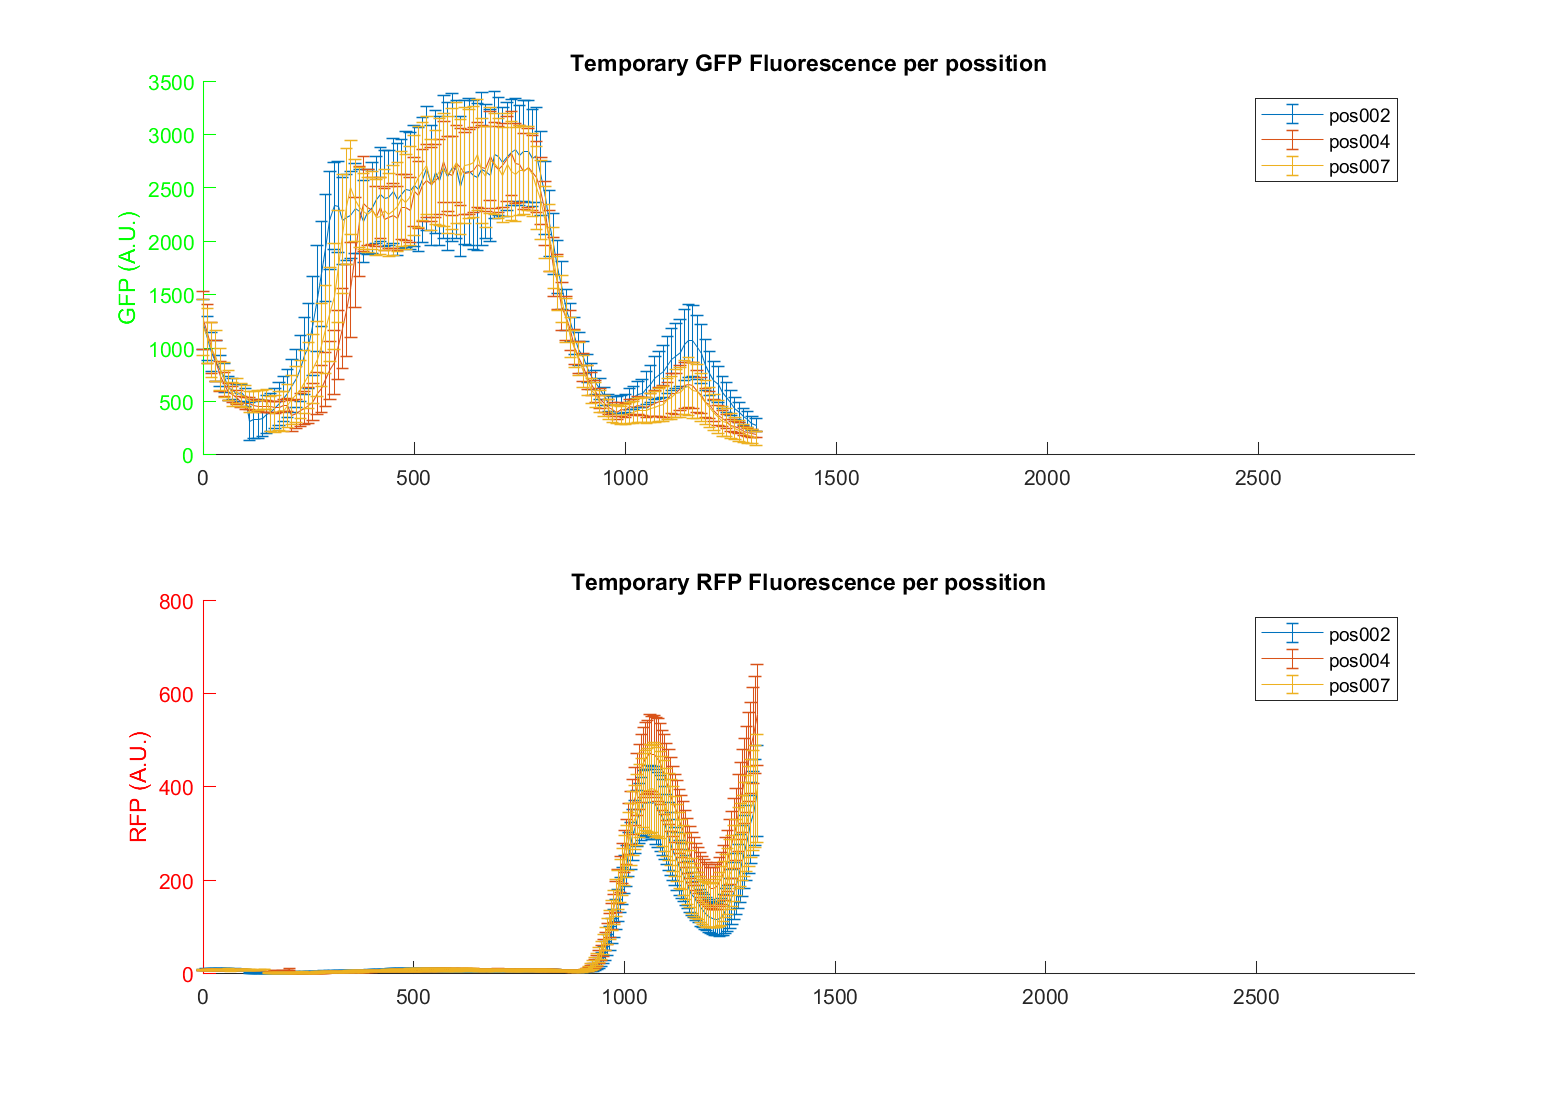 Temporary GFP Fluorescence per possition
GFP (A.U.)
3500
3000
2500
2000
1500
1000
500
0
0 500 1000 1500 2000 2500
pos002
pos004
pos007
Temporary RFP Fluorescence per possition
RFP (A.U.)
800
600
400
200
0
0 500 1000 1500 2000 2500
pos002
pos004
pos007